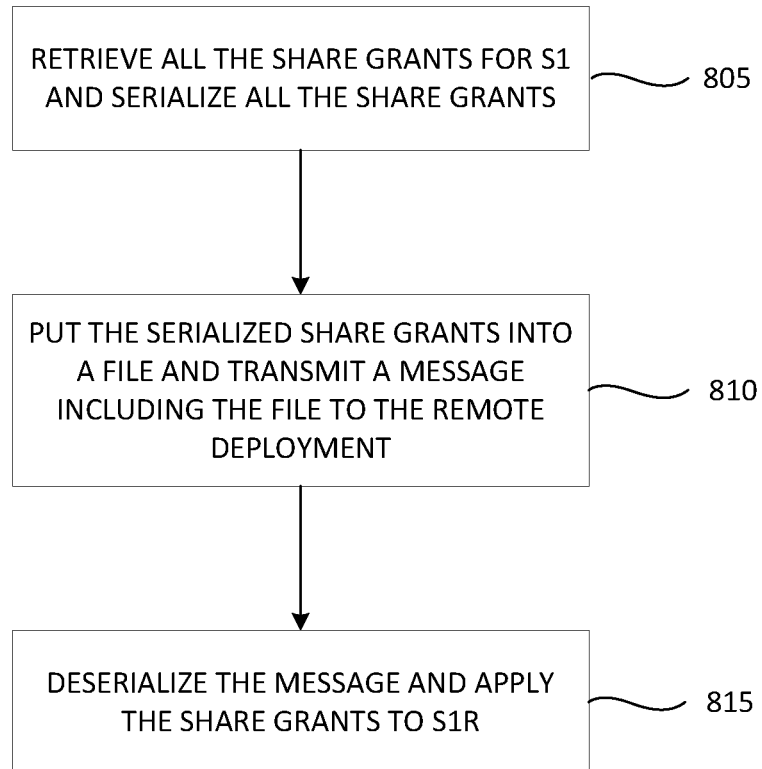 RETRIEVE ALL THE SHARE GRANTS FOR S1
AND SERIALIZE ALL THE SHARE GRANTS
805
PUT THE SERIALIZED SHARE GRANTS INTO
A FILE AND TRANSMIT A MESSAGE
INCLUDING THE FILE TO THE REMOTE
DEPLOYMENT
810
DESERIALIZE THE MESSAGE AND APPLY
THE SHARE GRANTS TO S1R
815